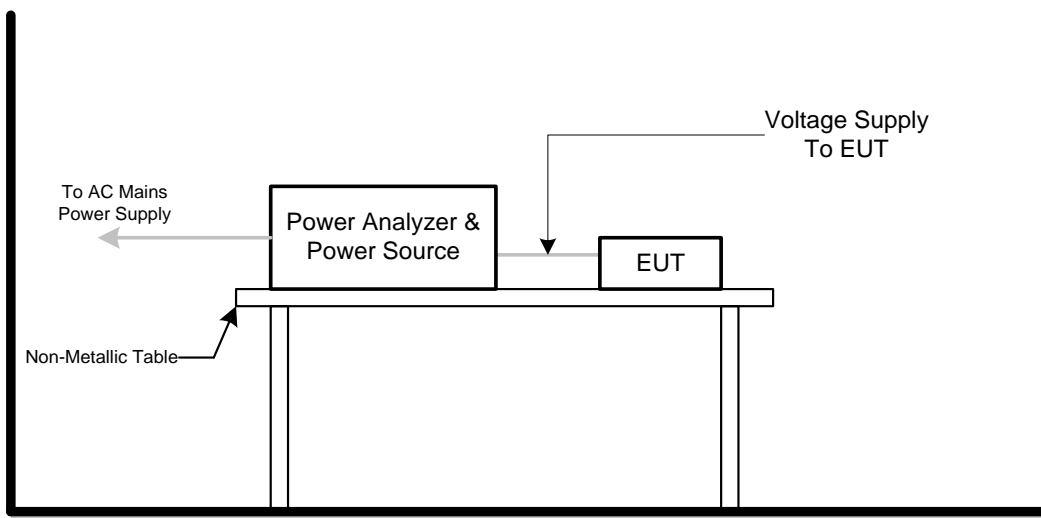 Voltage Supply
To EUT
To AC Mains
Power Supply
Power Analyzer &
Power Source
EUT
Non-Metallic Table